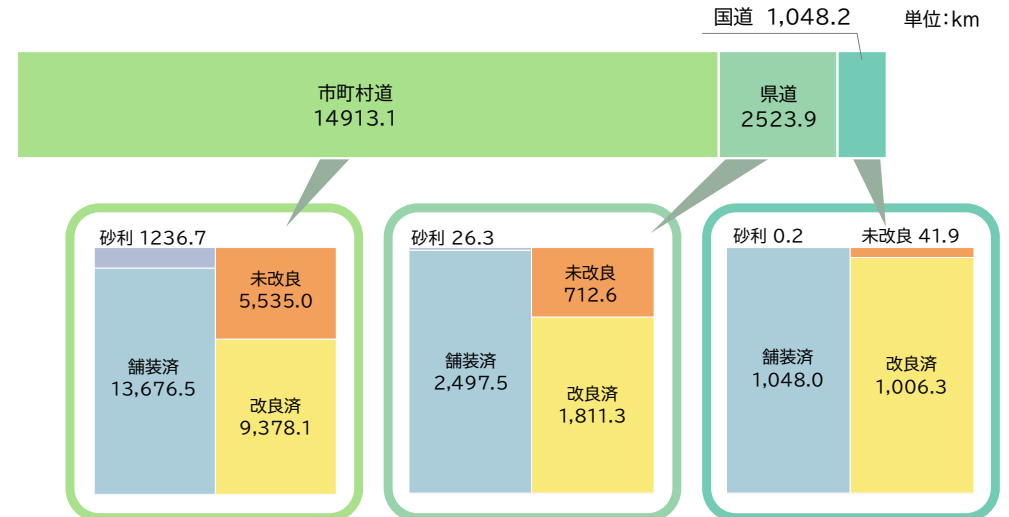 国道 1,048.2
単位:km
市町村道
14913.1
県道
2523.9
砂利 1236.7
未改良
5,535.0
舗装済
13,676.5
改良済
9,378.1
砂利 26.3
未改良
712.6
舗装済
2,497.5
改良済
1,811.3
砂利 0.2
未改良 41.9
舗装済
1,048.0
改良済
1,006.3